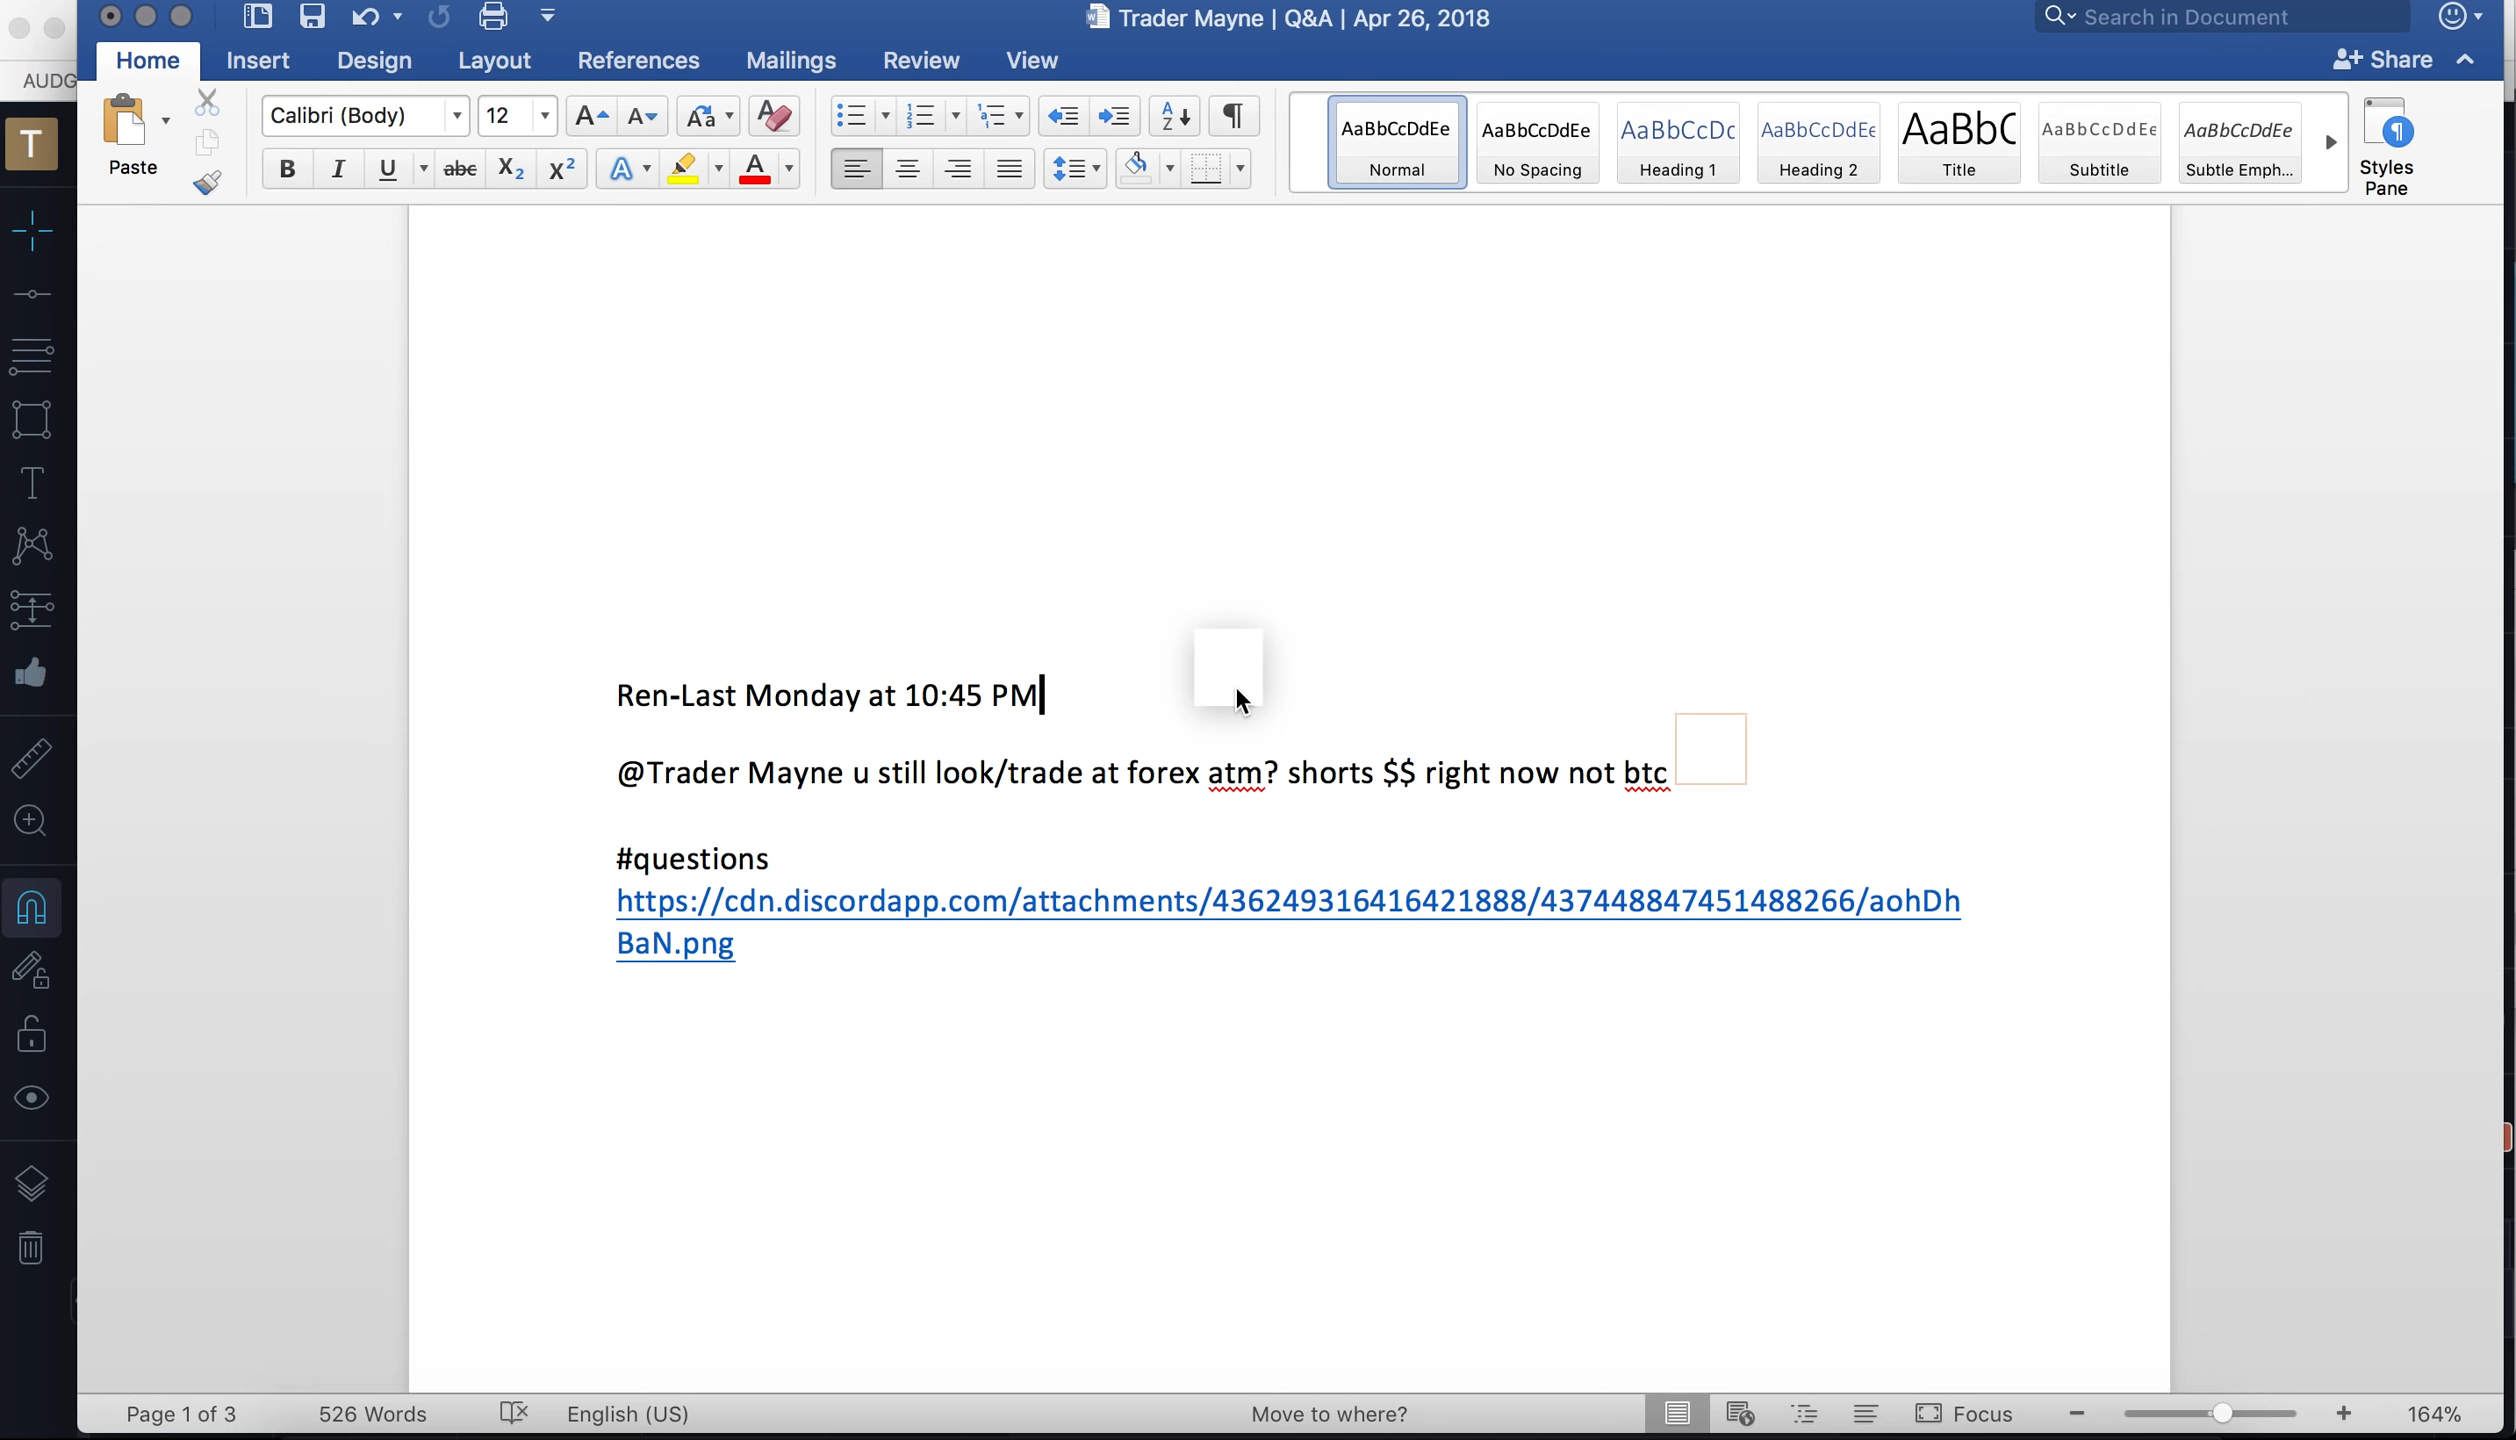 Trader Mayne | Q&A | Apr 26, 2018
Search in Document
Home Insert Design Layout References Mailings Review View
Share
AUDG
T
Paste
Calibri (Body) 12
AaBbCcDdEe AaBbCcDdEe AaBbCcDc AaBbCcDdEe AaBbC AaBbCcDdEe AaBbCcDdEe
Normal No Spacing Heading 1 Heading 2 Title Subtitle Subtle Emph...
Styles
Pane
Ren-Last Monday at 10:45 PM
@Trader Mayne u still look/trade at forex atm? shorts $$ right now not btc
#questions
https://cdn.discordapp.com/attachments/436249316416421888/437448847451488266/aohDh
BaN.png
Page 1 of 3 526 Words English (US) Move to where? Focus 164%